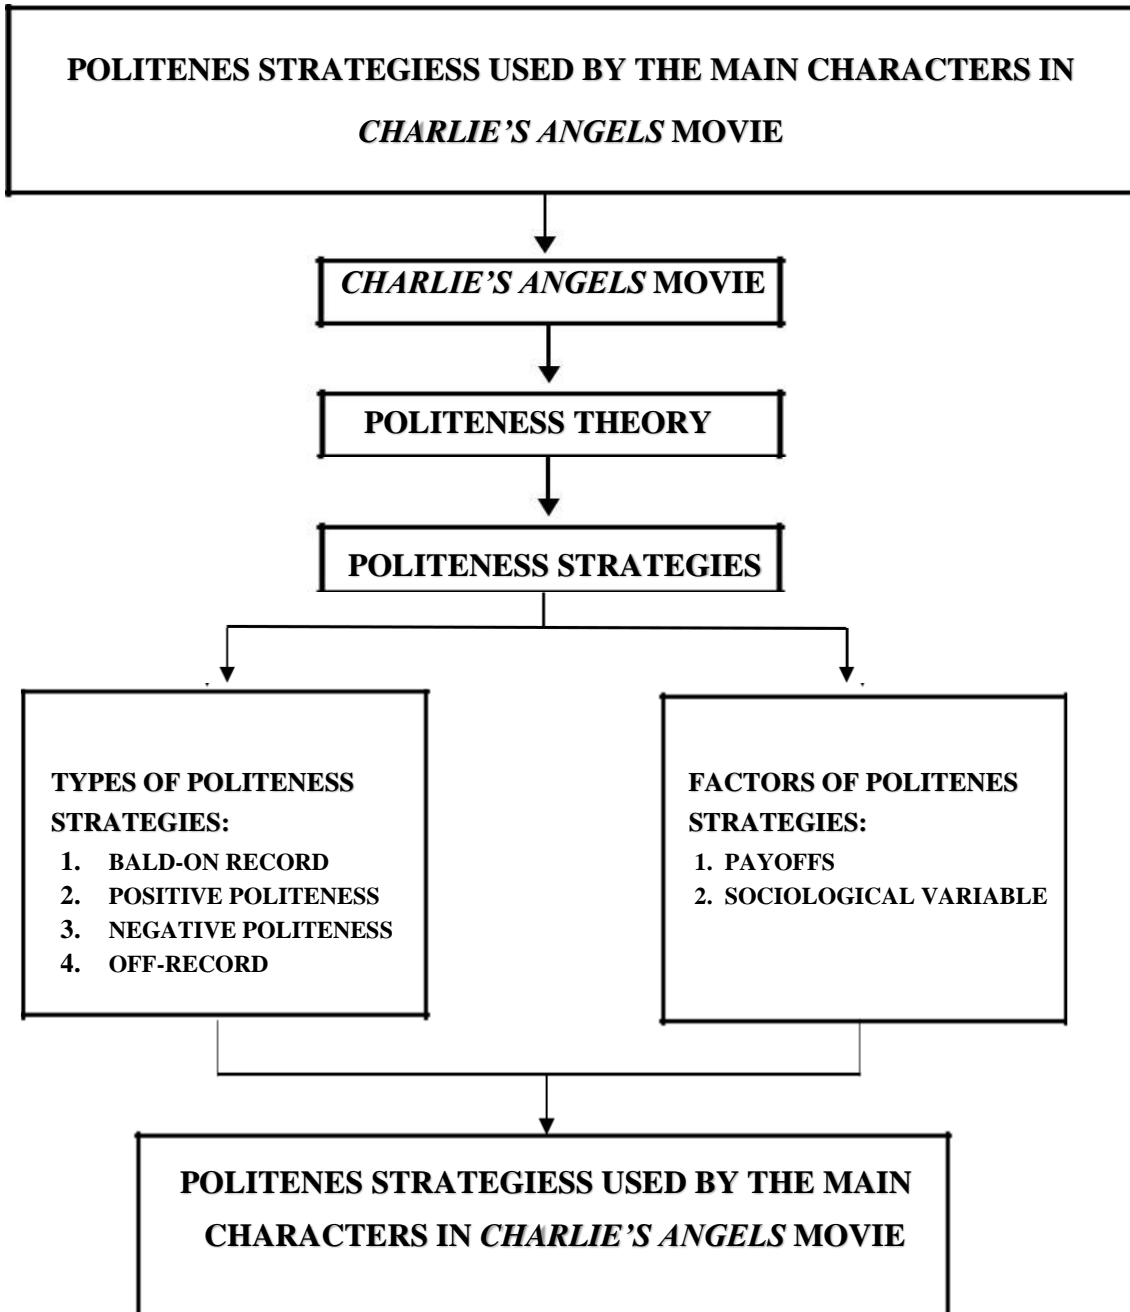 POLITENES STRATEGIESS USED BY THE MAIN CHARACTERS IN
CHARLIE’S ANGELS MOVIE
CHARLIE’S ANGELS MOVIE
POLITENESS THEORY
POLITENESS STRATEGIES
TYPES OF POLITENESS
STRATEGIES:
1. BALD-ON RECORD
2. POSITIVE POLITENESS
3. NEGATIVE POLITENESS
4. OFF-RECORD
FACTORS OF POLITENES
STRATEGIES:
1. PAYOFFS
2. SOCIOLOGICAL VARIABLE
POLITENES STRATEGIESS USED BY THE MAIN
CHARACTERS IN CHARLIE’S ANGELS MOVIE